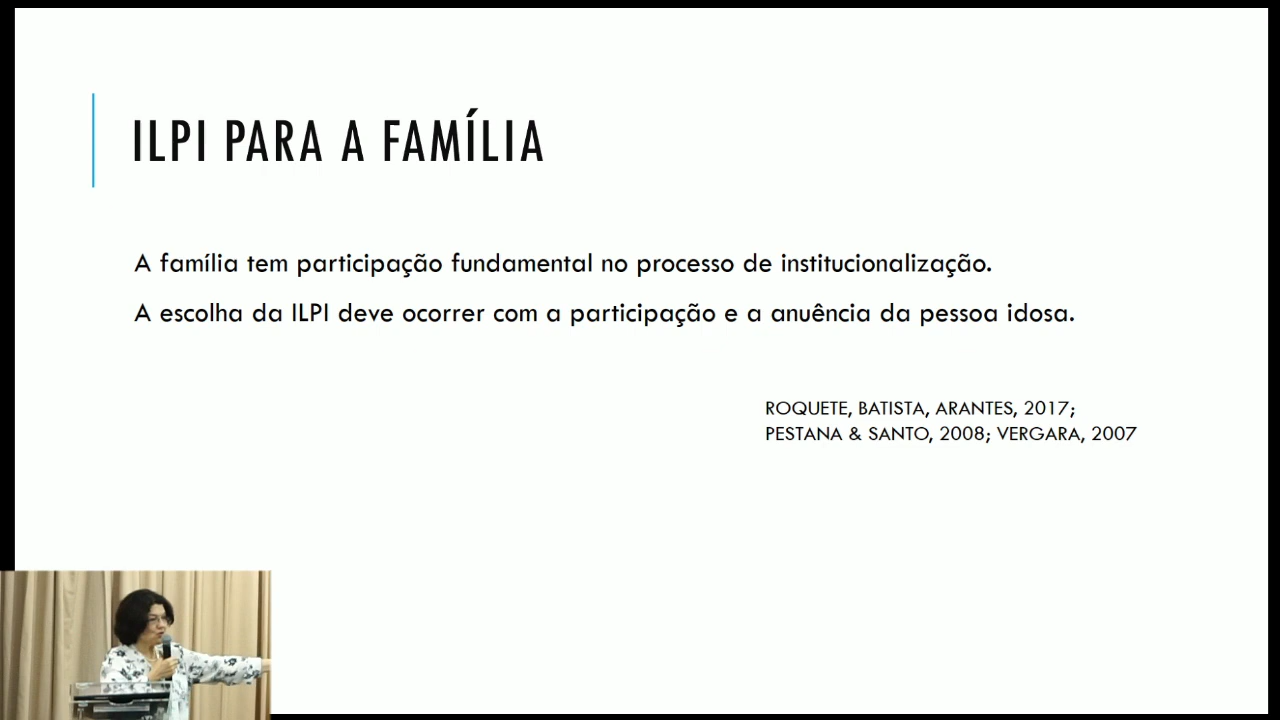 ILPI PARA A FAMÍLIA
A família tem participação fundamental no processo de institucionalização.
A escolha da ILPI deve ocorrer com a participação e a anuência da pessoa idosa.
ROQUETE, BATISTA, ARANTES, 2017;
PESTANA & SANTO, 2008; VERGARA, 2007